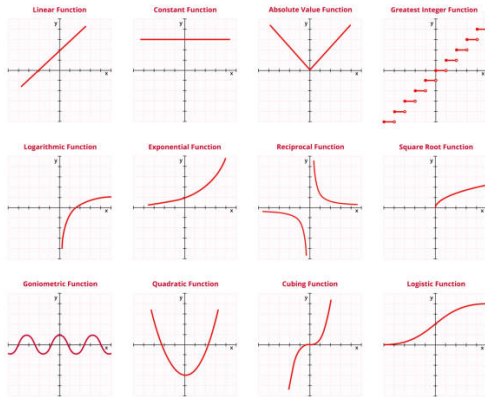 Linear Function
Constant Function
Absolute Value Function
Greatest Integer Function
y
x
y
x
y
x
y
x
Logarithmic Function
Exponential Function
Reciprocal Function
Square Root Function
y
x
y
x
y
x
y
x
Goniometric Function
Quadratic Function
Cubing Function
Logistic Function
y
x
y
x
y
x
y
x